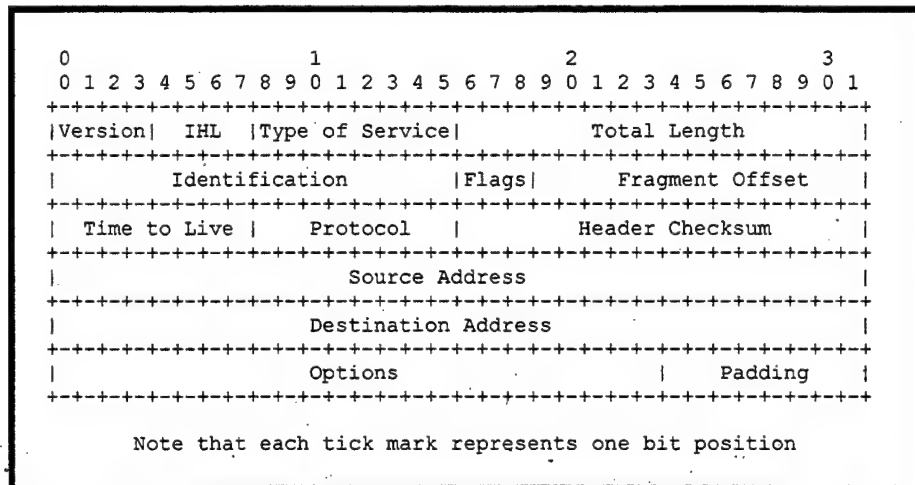 0 1 2 3
0 1 2 3 4 5 6 7 8 9 0 1 2 3 4 5 6 7 8 9 0 1 2 3 4 5 6 7 8 9 0 1
+-+-+-+-+-+-+-+-+-+-+-+-+-+-+-+-+-+-+-+-+-+-+-+-+-+-+-+-+-+-+-+-+
|Version| IHL |Type of Service| Total Length |
+-+-+-+-+-+-+-+-+-+-+-+-+-+-+-+-+-+-+-+-+-+-+-+-+-+-+-+-+-+-+-+-+
| Identification |Flags| Fragment Offset |
+-+-+-+-+-+-+-+-+-+-+-+-+-+-+-+-+-+-+-+-+-+-+-+-+-+-+-+-+-+-+-+-+
| Time to Live | Protocol | Header Checksum |
+-+-+-+-+-+-+-+-+-+-+-+-+-+-+-+-+-+-+-+-+-+-+-+-+-+-+-+-+-+-+-+-+
| Source Address |
+-+-+-+-+-+-+-+-+-+-+-+-+-+-+-+-+-+-+-+-+-+-+-+-+-+-+-+-+-+-+-+-+
| Destination Address |
+-+-+-+-+-+-+-+-+-+-+-+-+-+-+-+-+-+-+-+-+-+-+-+-+-+-+-+-+-+-+-+-+
| Options | Padding |
+-+-+-+-+-+-+-+-+-+-+-+-+-+-+-+-+-+-+-+-+-+-+-+-+-+-+-+-+-+-+-+-+
Note that each tick mark represents one bit position